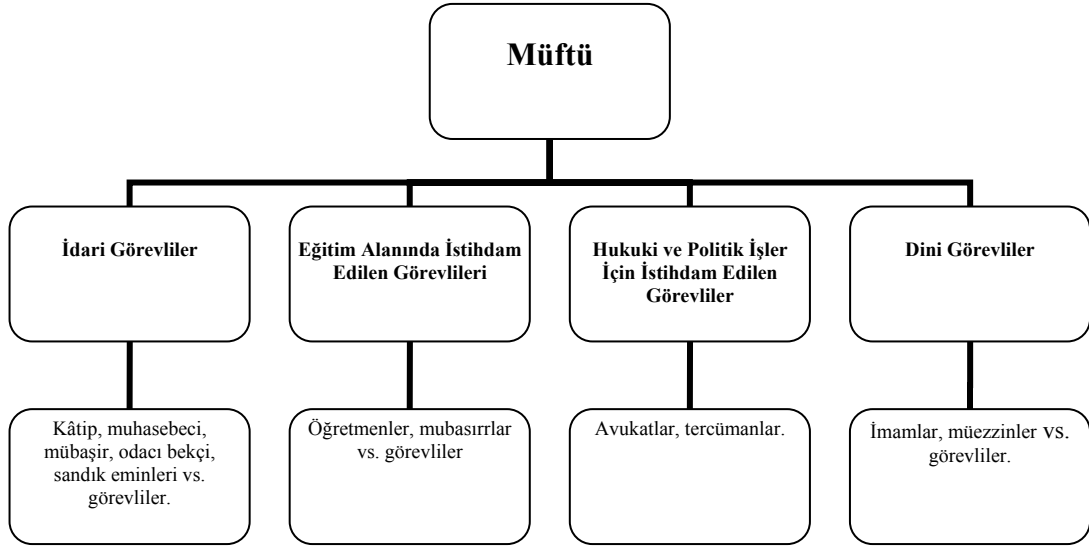 Müftü
İdari Görevliler
Eğitim Alanında İstihdam
Edilen Görevlileri
Hukuki ve Politik İşler
İçin İstihdam Edilen
Görevliler
Dini Görevliler
Kâtip, muhasebeci,
mübaşir, odacı bekçi,
sandık eminleri vs.
görevliler.
Öğretmenler, mubasırrlar
vs. görevliler
Avukatlar, tercümanlar.
İmamlar, müezzinler vs.
görevliler.